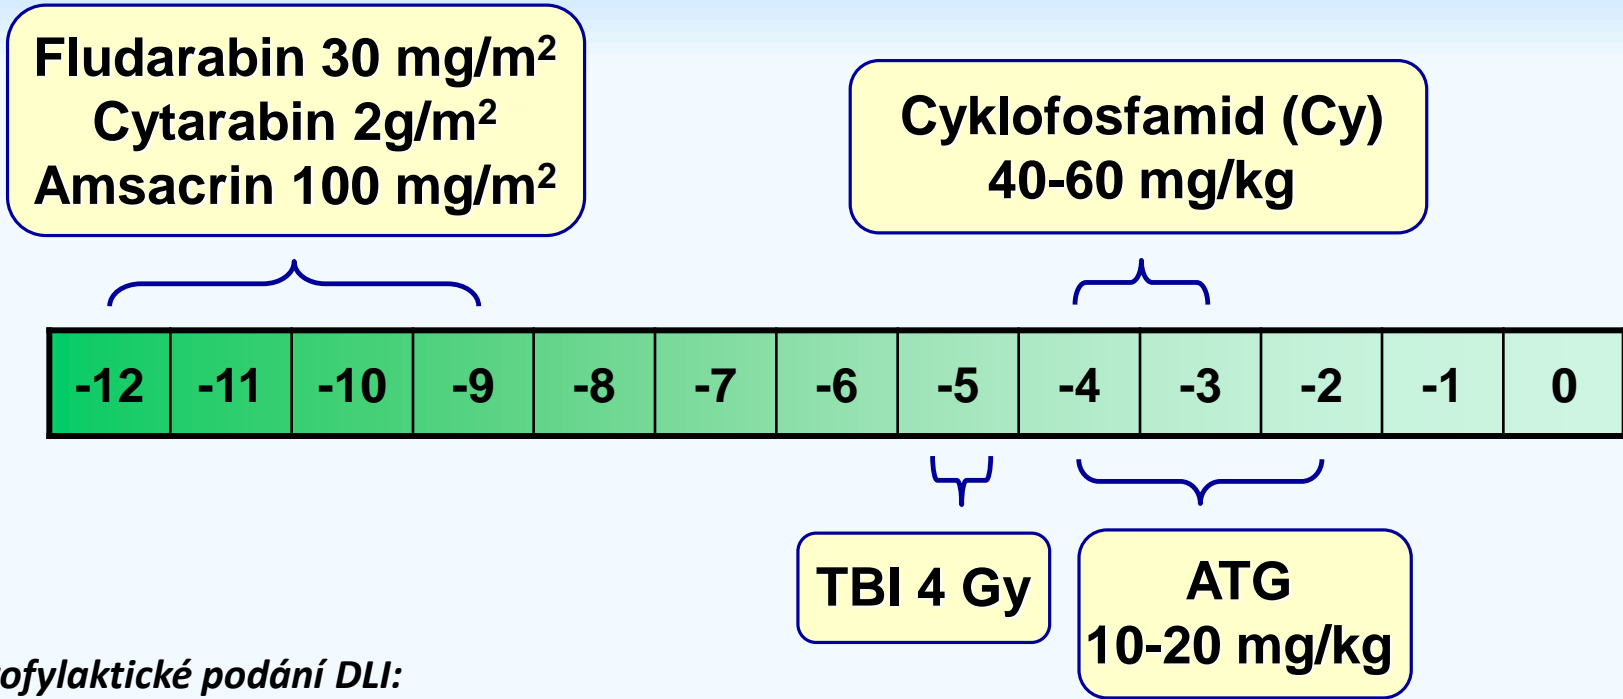 Fludarabin 30 mg/m²
Cytarabin 2g/m²
Amsacrin 100 mg/m²
Cyklofosfamid (Cy)
40-60 mg/kg
-12 -11 -10 -9 -8 -7 -6 -5 -4 -3 -2 -1 0
TBI 4 Gy
ATG
10-20 mg/kg
ofylaktické podání DLI: